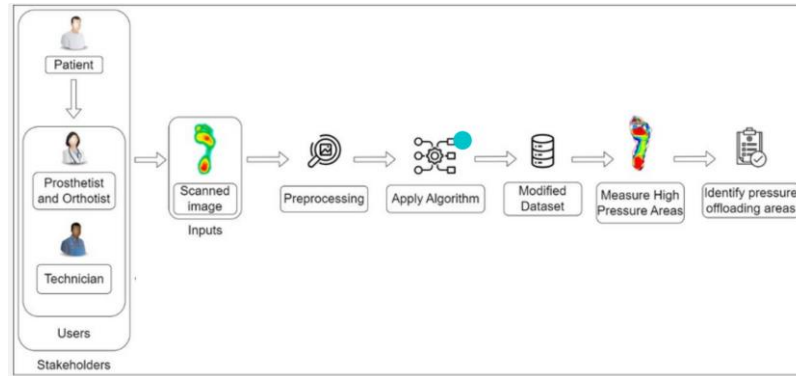 Patient
Prosthetist
and Orthotist
Technician
Users
Stakeholders
Scanned
image
Inputs
Preprocessing
Apply Algorithm
Modified
Dataset
Measure High
Pressure Areas
Identify pressure
offloading areas